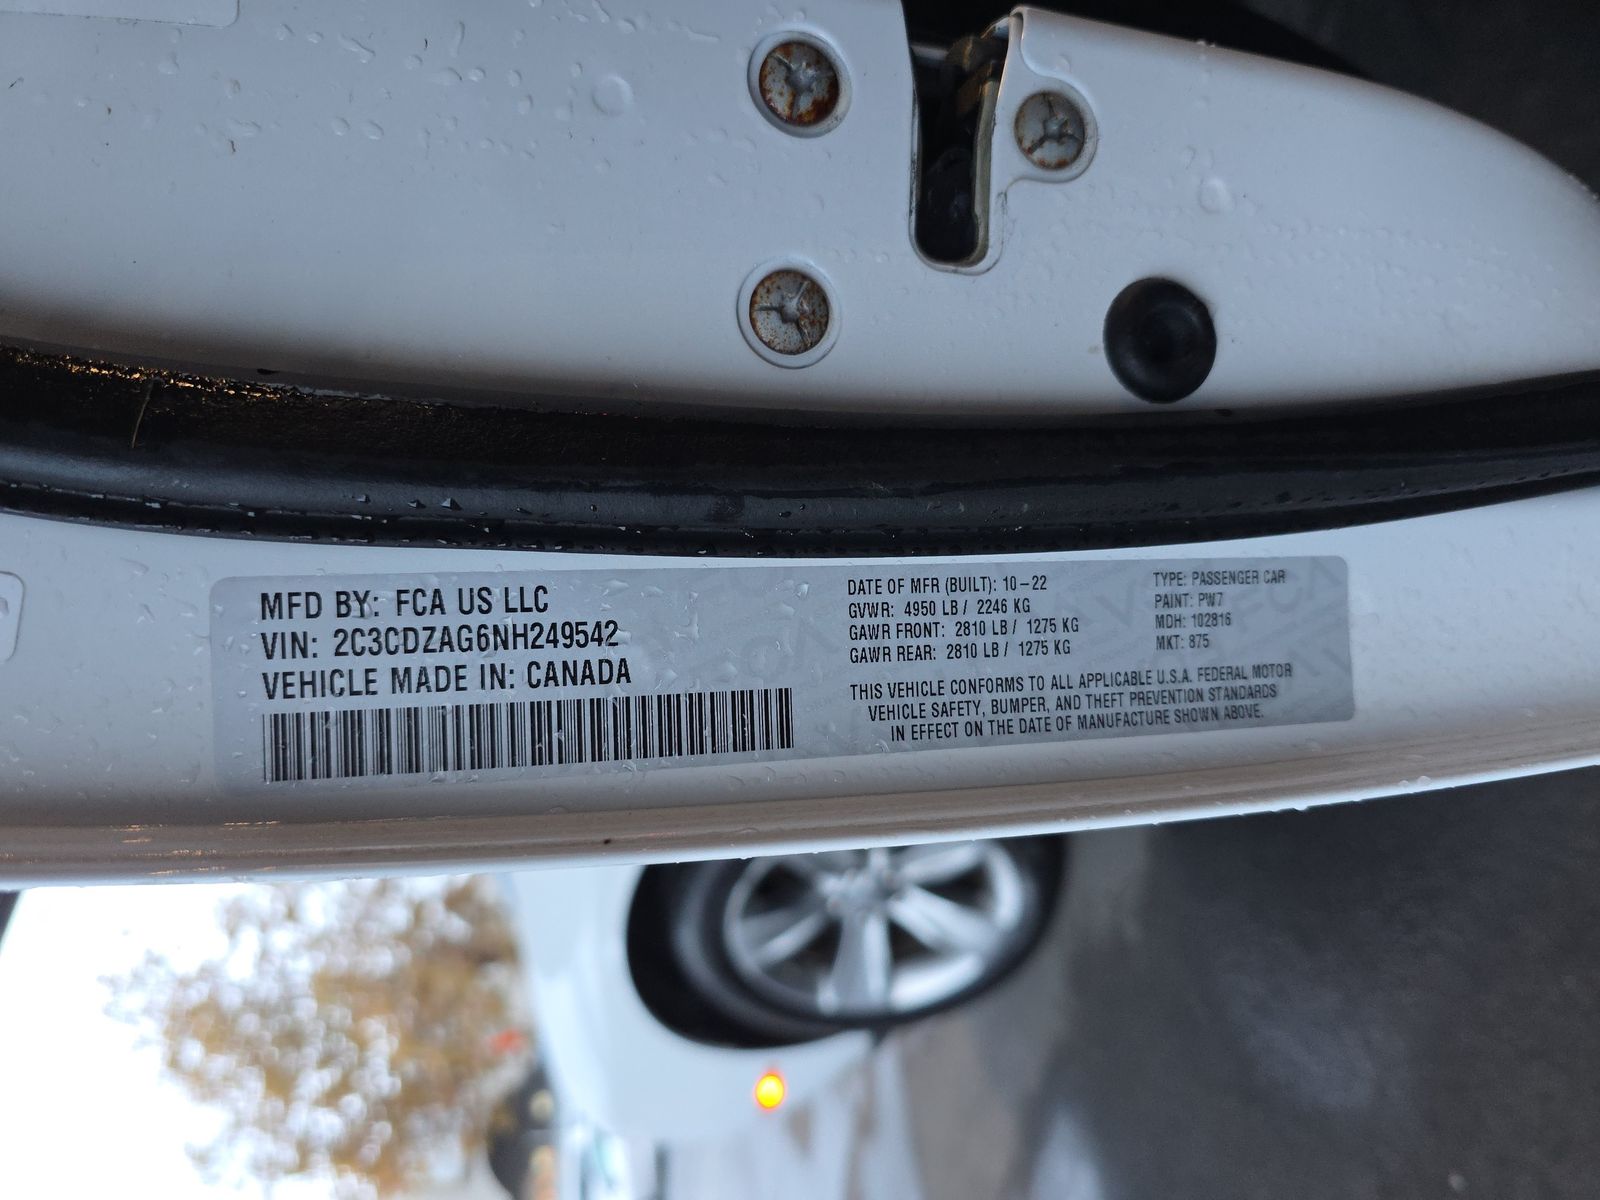 MFD BY: FCA US LLC
VIN: 2C3CDZAG6NH249542
VEHICLE MADE IN: CANADA
DATE OF MFR (BUILT): 10-22
GVWR: 4950 LB / 2246 KG
GAWR FRONT: 2810 LB / 1275 KG
GAWR REAR: 2810 LB / 1275 KG
TYPE: PASSENGER CAR
PAINT: PW7
MDH: 102816
MKT: 875
THIS VEHICLE CONFORMS TO ALL APPLICABLE U.S.A. FEDERAL MOTOR
VEHICLE SAFETY, BUMPER, AND THEFT PREVENTION STANDARDS
IN EFFECT ON THE DATE OF MANUFACTURE SHOWN ABOVE.